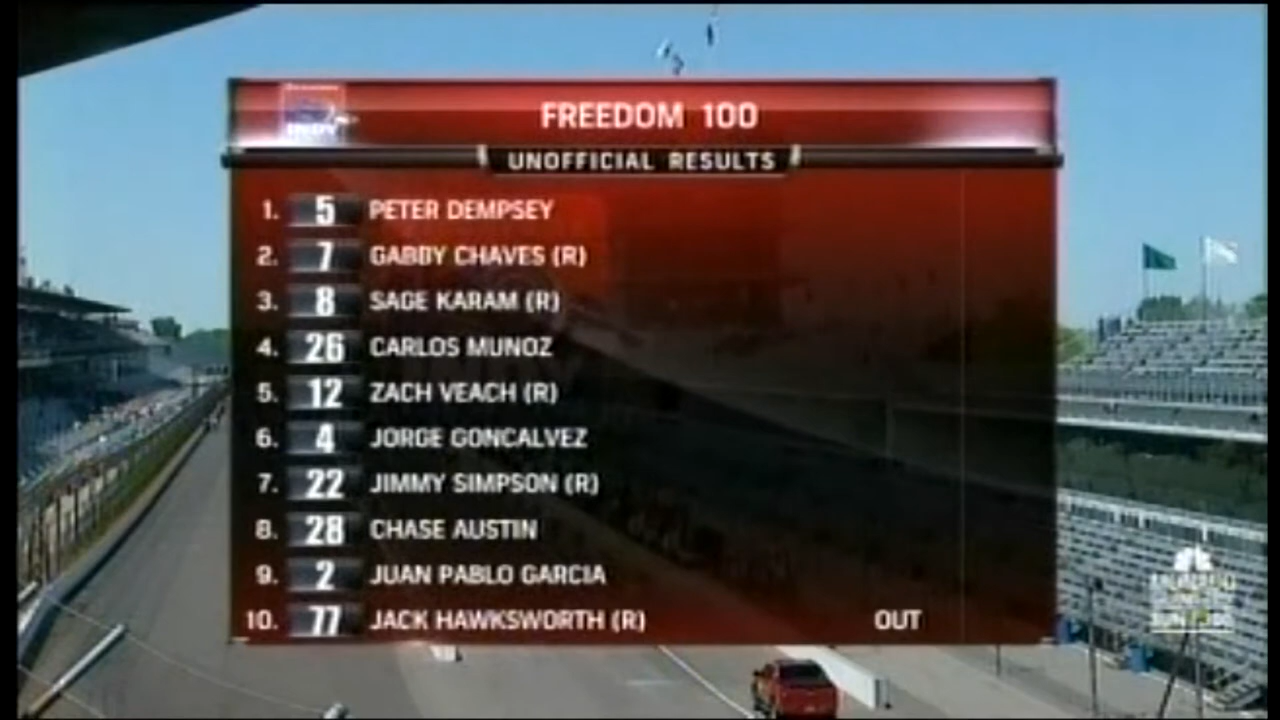 FREEDOM 100
UNOFFICIAL RESULTS
1. 5 PETER DEMPSEY
2. 7 GABBY CHAVES (R)
3. 8 SAGE KARAM (R)
4. 26 CARLOS MUNOZ
5. 12 ZACH VEACH (R)
6. 4 JORGE GONCALVEZ
7. 22 JIMMY SIMPSON (R)
8. 28 CHASE AUSTIN
9. 2 JUAN PABLO GARCIA
10. 77 JACK HAWKSWORTH (R) OUT